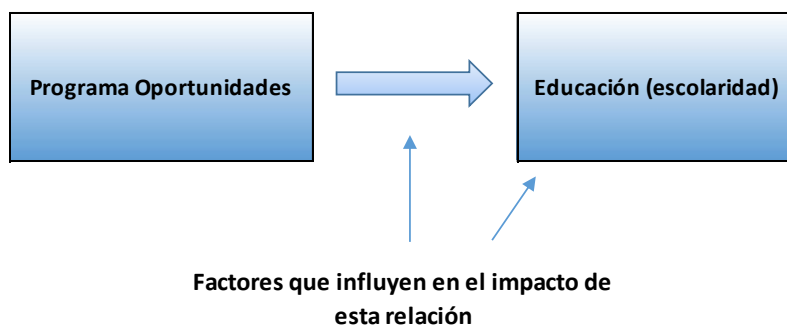 Programa Oportunidades
Educación (escolaridad)
Factores que influyen en el impacto de
esta relación